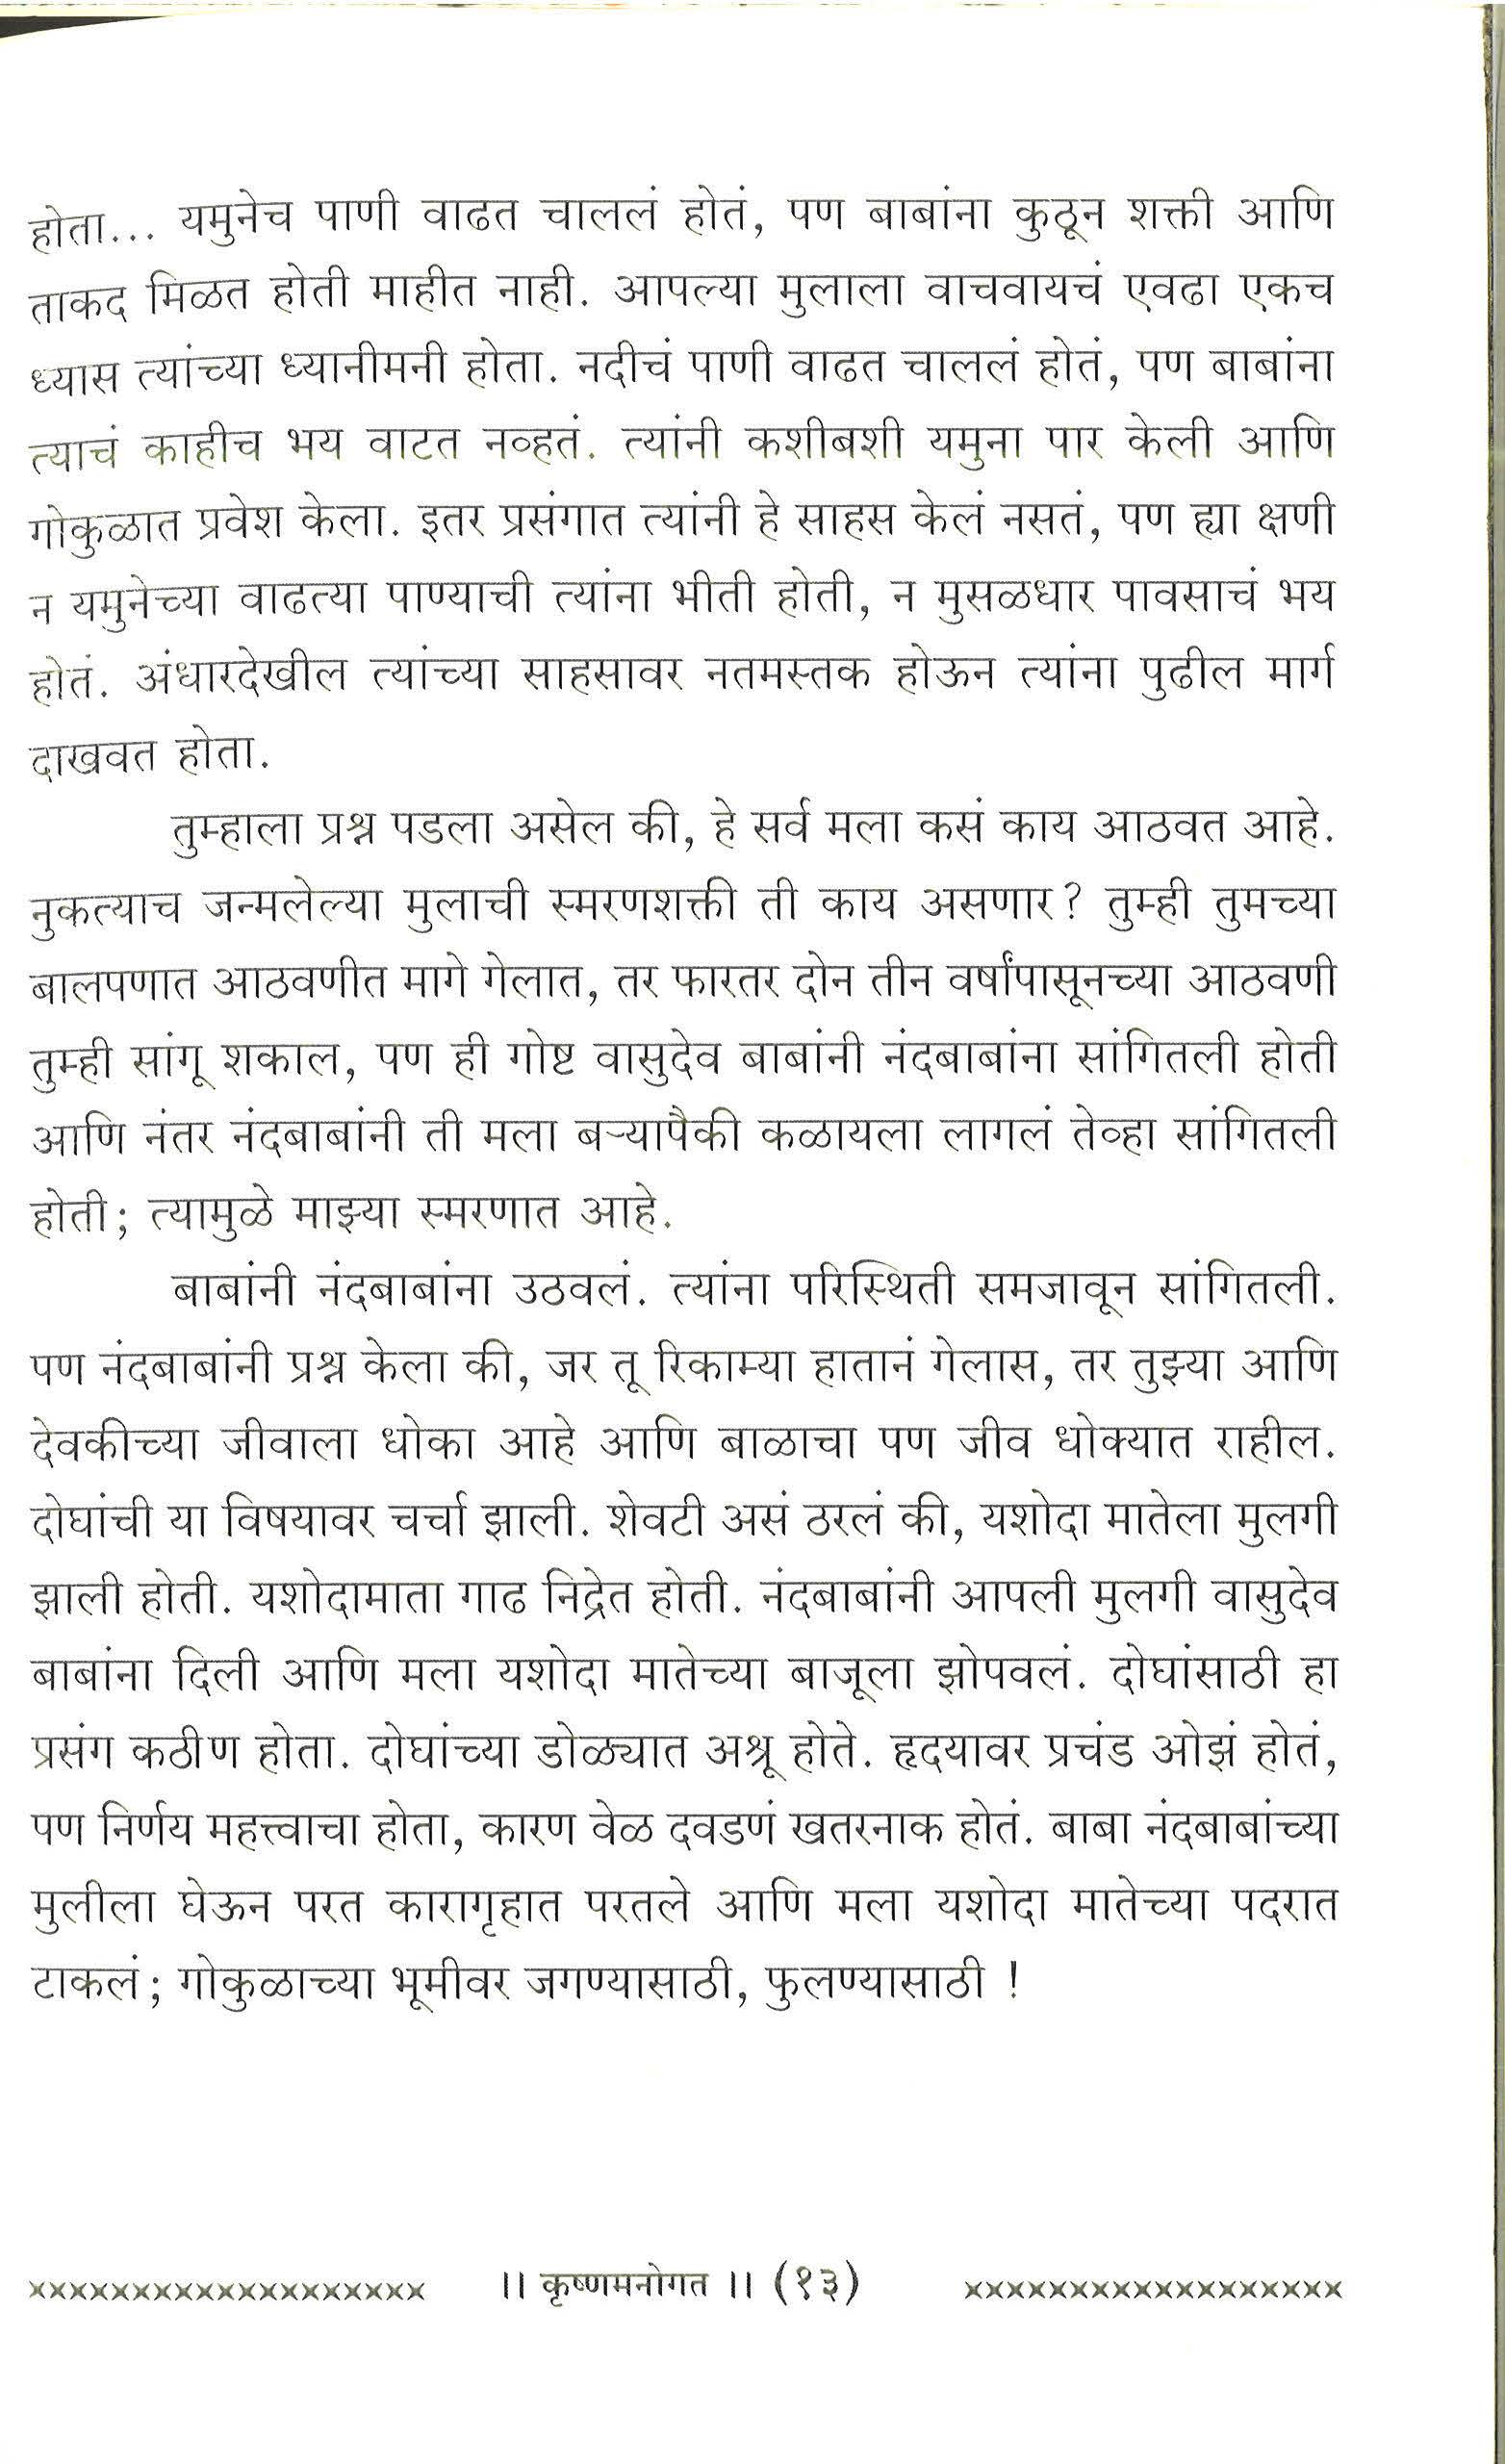 होता... यमुनेच पाणी वाढत चाललं होतं, पण बाबांना कुठून शक्ती आणि
ताकद मिळत होती माहीत नाही. आपल्या मुलाला वाचवायचं एवढा एकच
ध्यास त्यांच्या ध्यानीमनी होता. नदीचं पाणी वाढत चाललं होतं, पण बाबांना
त्याचं काहीच भय वाटत नव्हतं. त्यांनी कशीबशी यमुना पार केली आणि
गोकुळात प्रवेश केला. इतर प्रसंगात त्यांनी हे साहस केलं नसतं, पण ह्या क्षणी
न यमुनेच्या वाढत्या पाण्याची त्यांना भीती होती, न मुसळधार पावसाचं भय
होतं. अंधारदेखील त्यांच्या साहसावर नतमस्तक होऊन त्यांना पुढील मार्ग
दाखवत होता.
तुम्हाला प्रश्न पडला असेल की, हे सर्व मला कसं काय आठवत आहे.
नुकत्याच जन्मलेल्या मुलाची स्मरणशक्ती ती काय असणार? तुम्ही तुमच्या
बालपणात आठवणीत मागे गेलात, तर फारतर दोन तीन वर्षांपासूनच्या आठवणी
तुम्ही सांगू शकाल, पण ही गोष्ट वासुदेव बाबांनी नंदबाबांना सांगितली होती
आणि नंतर नंदबाबांनी ती मला बऱ्यापैकी कळायला लागलं तेव्हा सांगितली
होती; त्यामुळे माझ्या स्मरणात आहे.
बाबांनी नंदबाबांना उठवलं. त्यांना परिस्थिती समजावून सांगितली.
पण नंदबाबांनी प्रश्न केला की, जर तू रिकाम्या हातानं गेलास, तर तुझ्या आणि
देवकीच्या जीवाला धोका आहे आणि बाळाचा पण जीव धोक्यात राहील.
दोघांची या विषयावर चर्चा झाली. शेवटी असं ठरलं की, यशोदा मातेला मुलगी
झाली होती. यशोदामाता गाढ निद्रेत होती. नंदबाबांनी आपली मुलगी वासुदेव
बाबांना दिली आणि मला यशोदा मातेच्या बाजूला झोपवलं. दोघांसाठी हा
प्रसंग कठीण होता. दोघांच्या डोळ्यात अश्रू होते. हृदयावर प्रचंड ओझं होतं,
पण निर्णय महत्त्वाचा होता, कारण वेळ दवडणं खतरनाक होतं. बाबा नंदबाबांच्या
मुलीला घेऊन परत कारागृहात परतले आणि मला यशोदा मातेच्या पदरात
टाकलं; गोकुळाच्या भूमीवर जगण्यासाठी, फुलण्यासाठी !
×××××××××××××××××××× ।। कृष्णमनोगत ।। (१३) ××××××××××××××××××